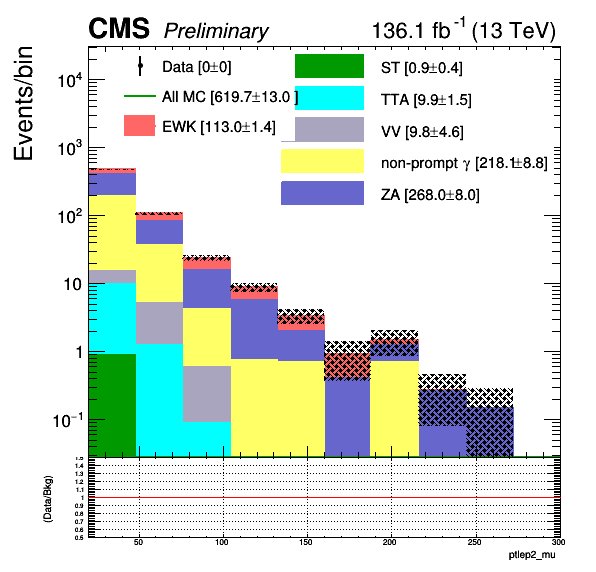 CMS Preliminary 136.1 fb⁻¹ (13 TeV)
Events/bin
Data [0±0]
All MC [619.7±13.0 ]
EWK [113.0±1.4]
ST [0.9±0.4]
TTA [9.9±1.5]
VV [9.8±4.6]
non-prompt γ [218.1±8.8]
ZA [268.0±8.0]
10⁴
10³
10²
10
1
10⁻¹
(Data/Bkg)
1.5
1.4
1.3
1.2
1.1
1
0.9
0.8
0.7
0.6
0.5
50 100 150 200 250 300
ptlep2_mu